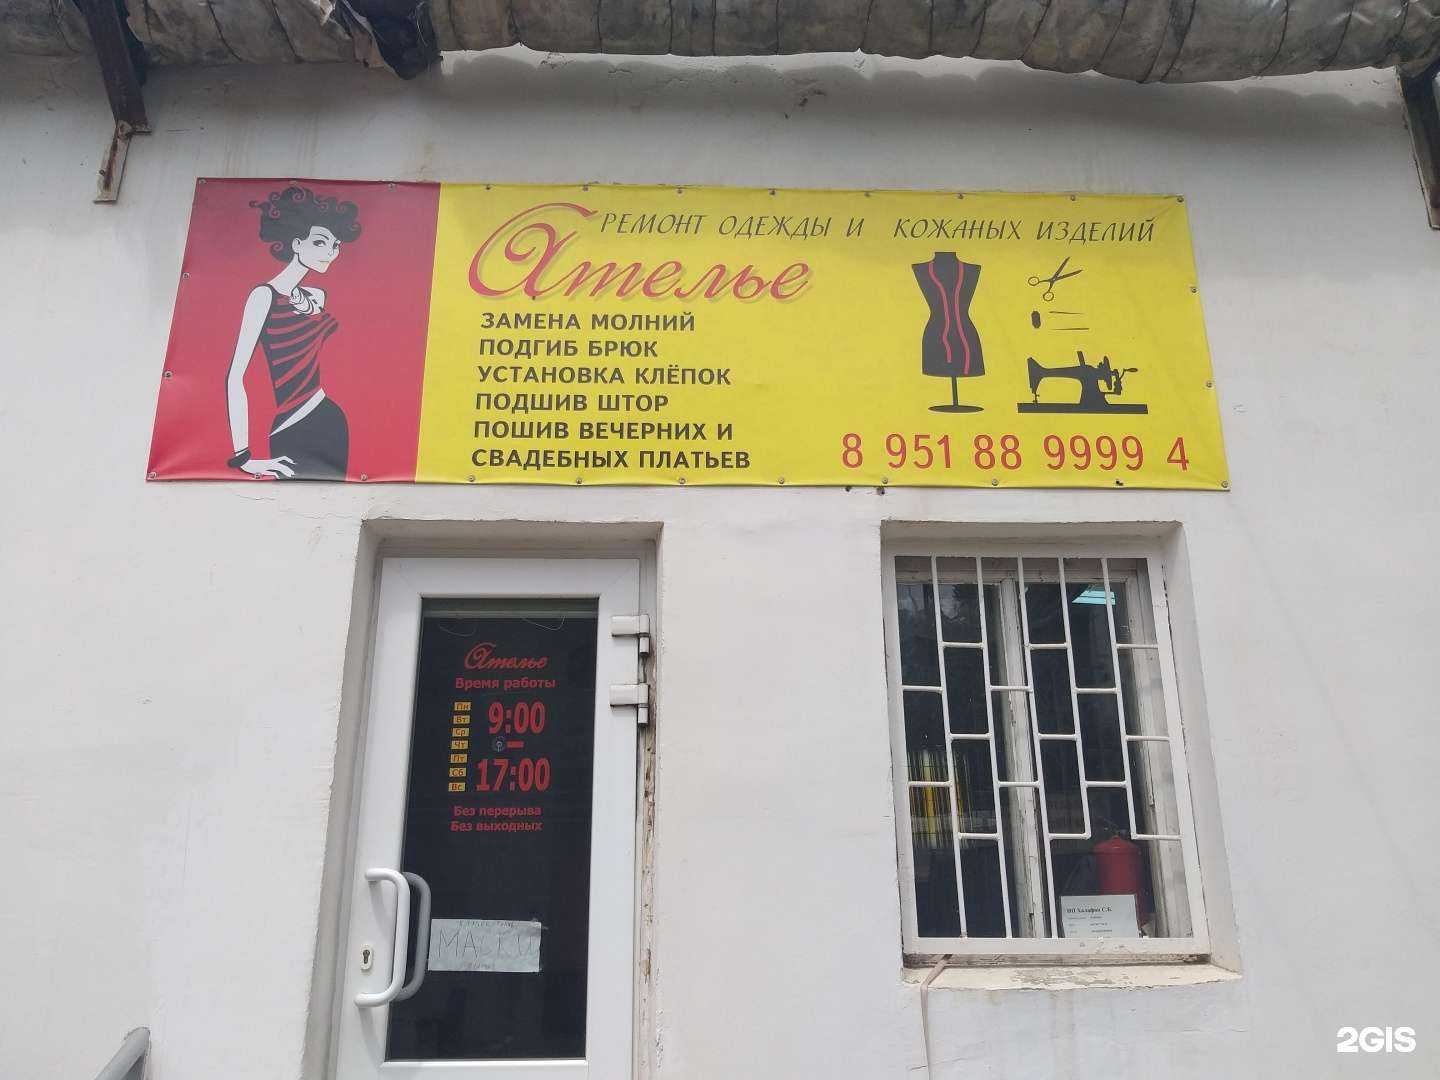 РЕМОНТ ОДЕЖДЫ И КОЖАНЫХ ИЗДЕЛИЙ
Ателье
ЗАМЕНА МОЛНИЙ
ПОДГИБ БРЮК
УСТАНОВКА КЛЁПОК
ПОДШИВ ШТОР
ПОШИВ ВЕЧЕРНИХ И
СВАДЕБНЫХ ПЛАТЬЕВ
8 951 88 9999 4
Ателье
Время работы
Пн
Вт
Ср
Чт
Пт
Сб
Вс
9:00
–
17:00
Без перерыва
Без выходных
МАСКИ
ИП
2GIS